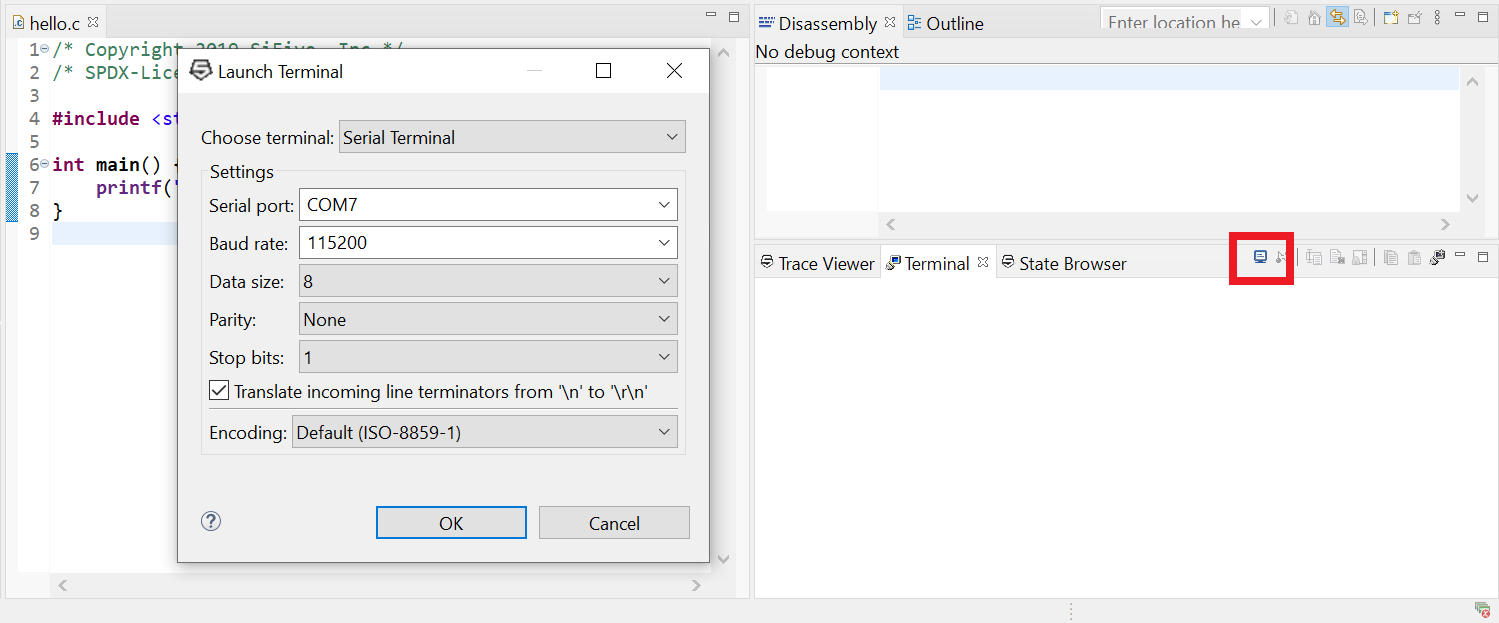 hello.c
1 /* Copyright 2019 SiFive, Inc */
2 /* SPDX-Lice
3
4 #include <st
5
6 int main() {
7 printf("
8 }
9
Launch Terminal
Choose terminal: Serial Terminal
Settings
Serial port: COM7
Baud rate: 115200
Data size: 8
Parity: None
Stop bits: 1
Translate incoming line terminators from '\n' to '\r\n'
Encoding: Default (ISO-8859-1)
OK Cancel
Disassembly Outline Enter location he
No debug context
Trace Viewer Terminal State Browser